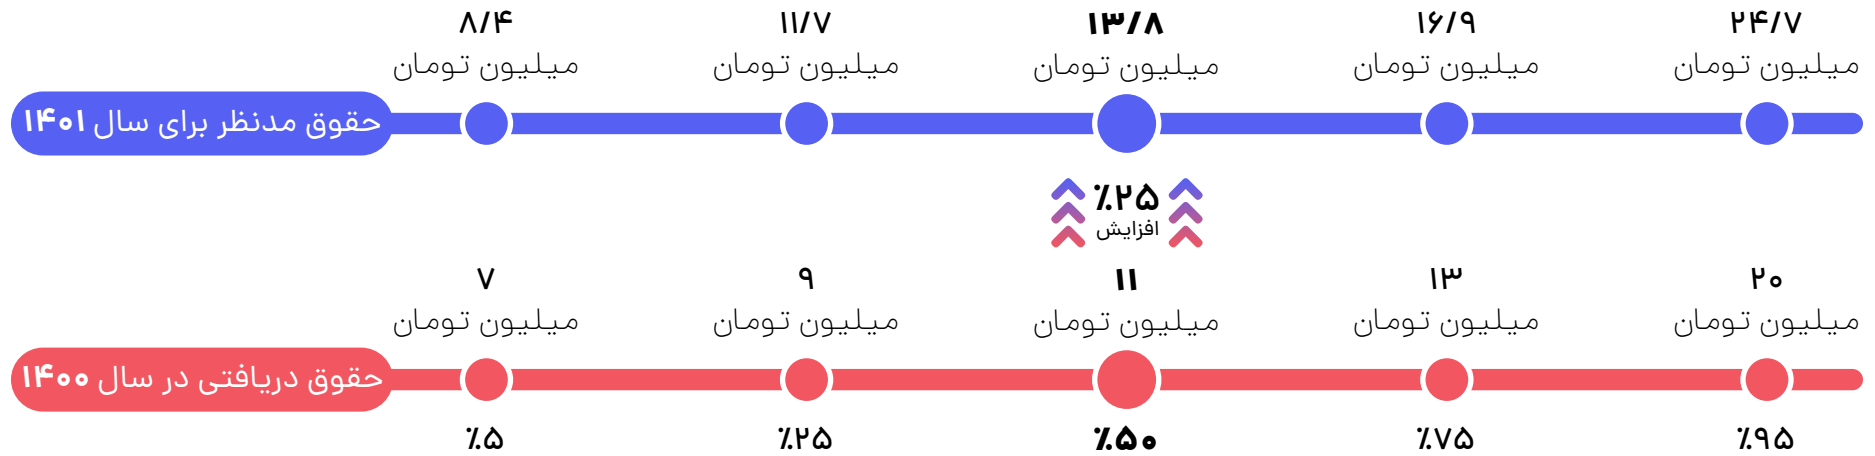 ۸/۴
میلیون تومان
۱۱/۷
میلیون تومان
۱۳/۸
میلیون تومان
۱۶/۹
میلیون تومان
۲۴/۷
میلیون تومان
حقوق مدنظر برای سال ۱۴۰۱
٪۲۵
افزایش
۷
میلیون تومان
۹
میلیون تومان
۱۱
میلیون تومان
۱۳
میلیون تومان
۲۰
میلیون تومان
حقوق دریافتی در سال ۱۴۰۰
٪۵
٪۲۵
٪۵۰
٪۷۵
٪۹۵